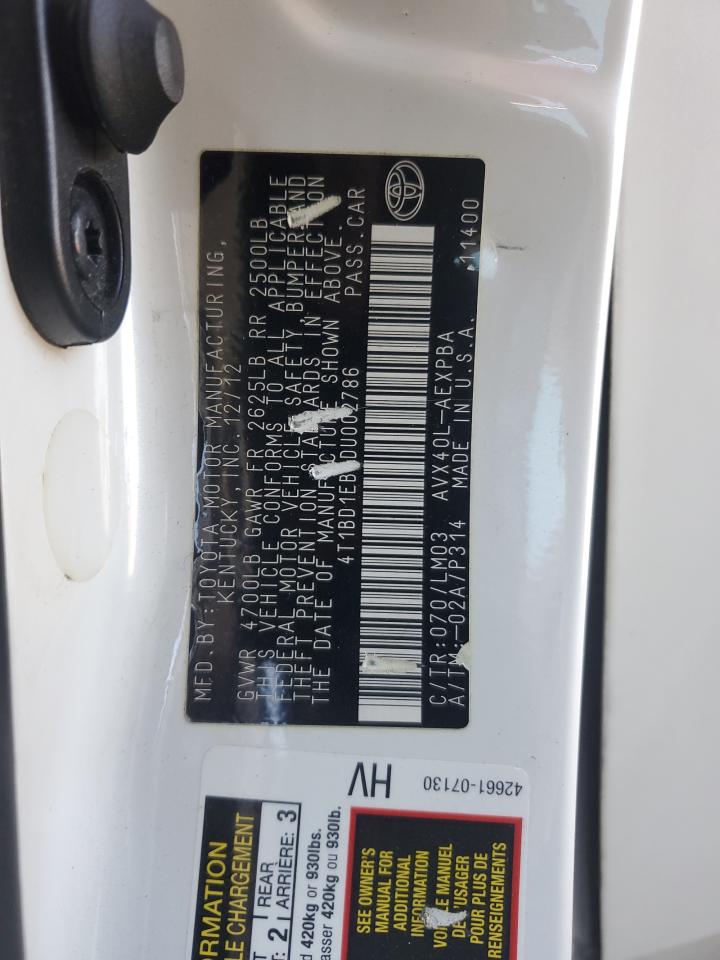 MFD.BY:TOYOTA MOTOR MANUFACTURING,
KENTUCKY,INC. 12/12
GVWR 4700LB GAWR FR 2625LB RR 2500LB
THIS VEHICLE CONFORMS TO ALL APPLICABLE
FEDERAL MOTOR VEHICLE SAFETY, BUMPER, AND
THEFT PREVENTION STANDARDS IN EFFECT ON
THE DATE OF MANUFACTURE SHOWN ABOVE.
PASS.CAR
C/TR:070/LM03 AVX40L-AEXPBA
A/TM:-02A/P314 MADE IN U.S.A. 11400
HV
42661-07130
LE CHARGEMENT
REAR
2 ARRIÈRE: 3
420kg or 930lbs.
asser 420kg ou 930lb.
SEE OWNER'S
MANUAL FOR
ADDITIONAL
INFORMATION
LE MANUEL
POUR PLUS DE
RENSEIGNEMENTS